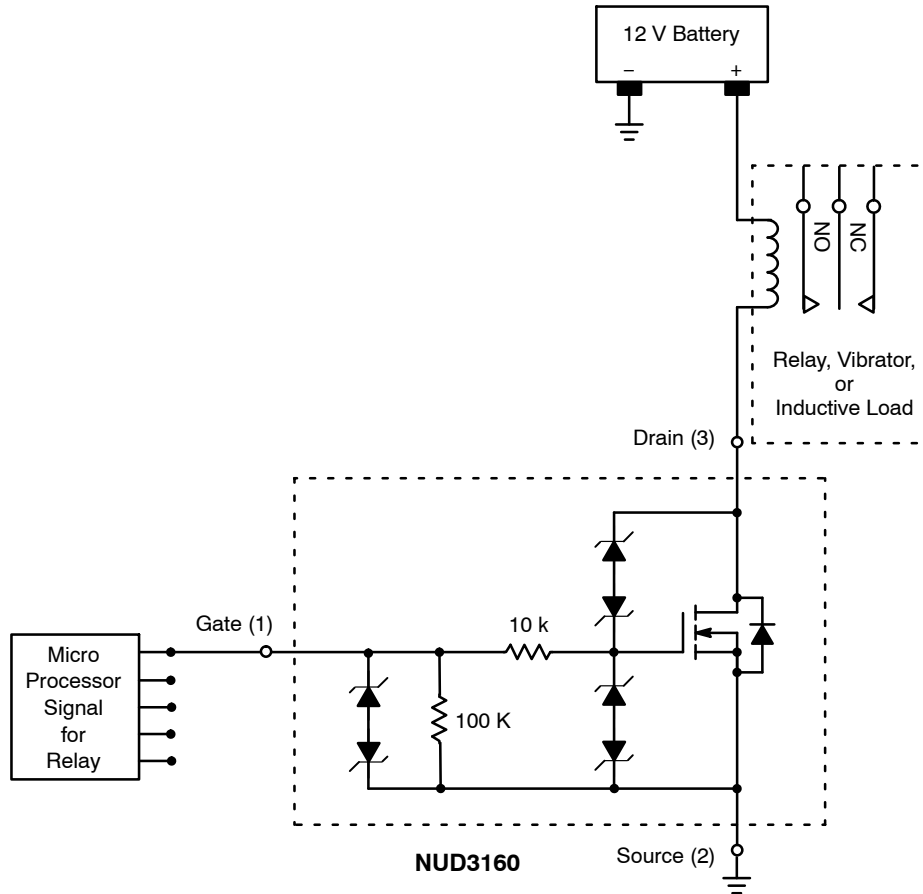 12 V Battery
– +
NO
NC
Relay, Vibrator,
or
Inductive Load
Drain (3)
Gate (1)
10 k
Micro
Processor
Signal
for
Relay
100 K
NUD3160
Source (2)